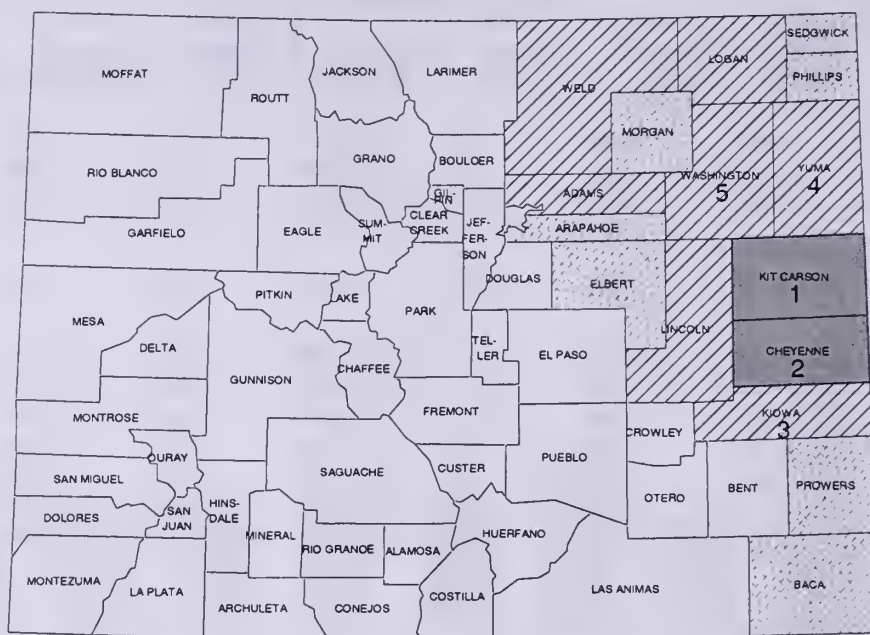 SEDGWICK
MOFFAT
ROUTT
JACKSON
LARIMER
LOGAN
PHILLIPS
WELD
MORGAN
RIO BLANCO
GRANO
BOULOER
WASHINGTON
5
YUMA
4
GIL-
PIN
ADAMS
GARFIELO
EAGLE
SUM-
MIT
CLEAR
CREEK
JEF-
FER-
SON
ARAPAHOE
DOUGLAS
ELBERT
KIT CARSON
1
PITKIN
LAKE
MESA
PARK
LINCOLN
DELTA
TEL-
LER
EL PASO
CHEYENNE
2
CHAFFEE
GUNNISON
MONTROSE
FREMONT
KIOWA
3
CROWLEY
OURAY
PUEBLO
SAN MIGUEL
SAGUACHE
CUSTER
BENT
PROWERS
OTERO
DOLORES
SAN
JUAN
HINS-
DALE
MINERAL
HUERFANO
RIO GRANDE
ALAMOSA
MONTEZUMA
LA PLATA
ARCHULETA
CONEJOS
COSTILLA
LAS ANIMAS
BACA